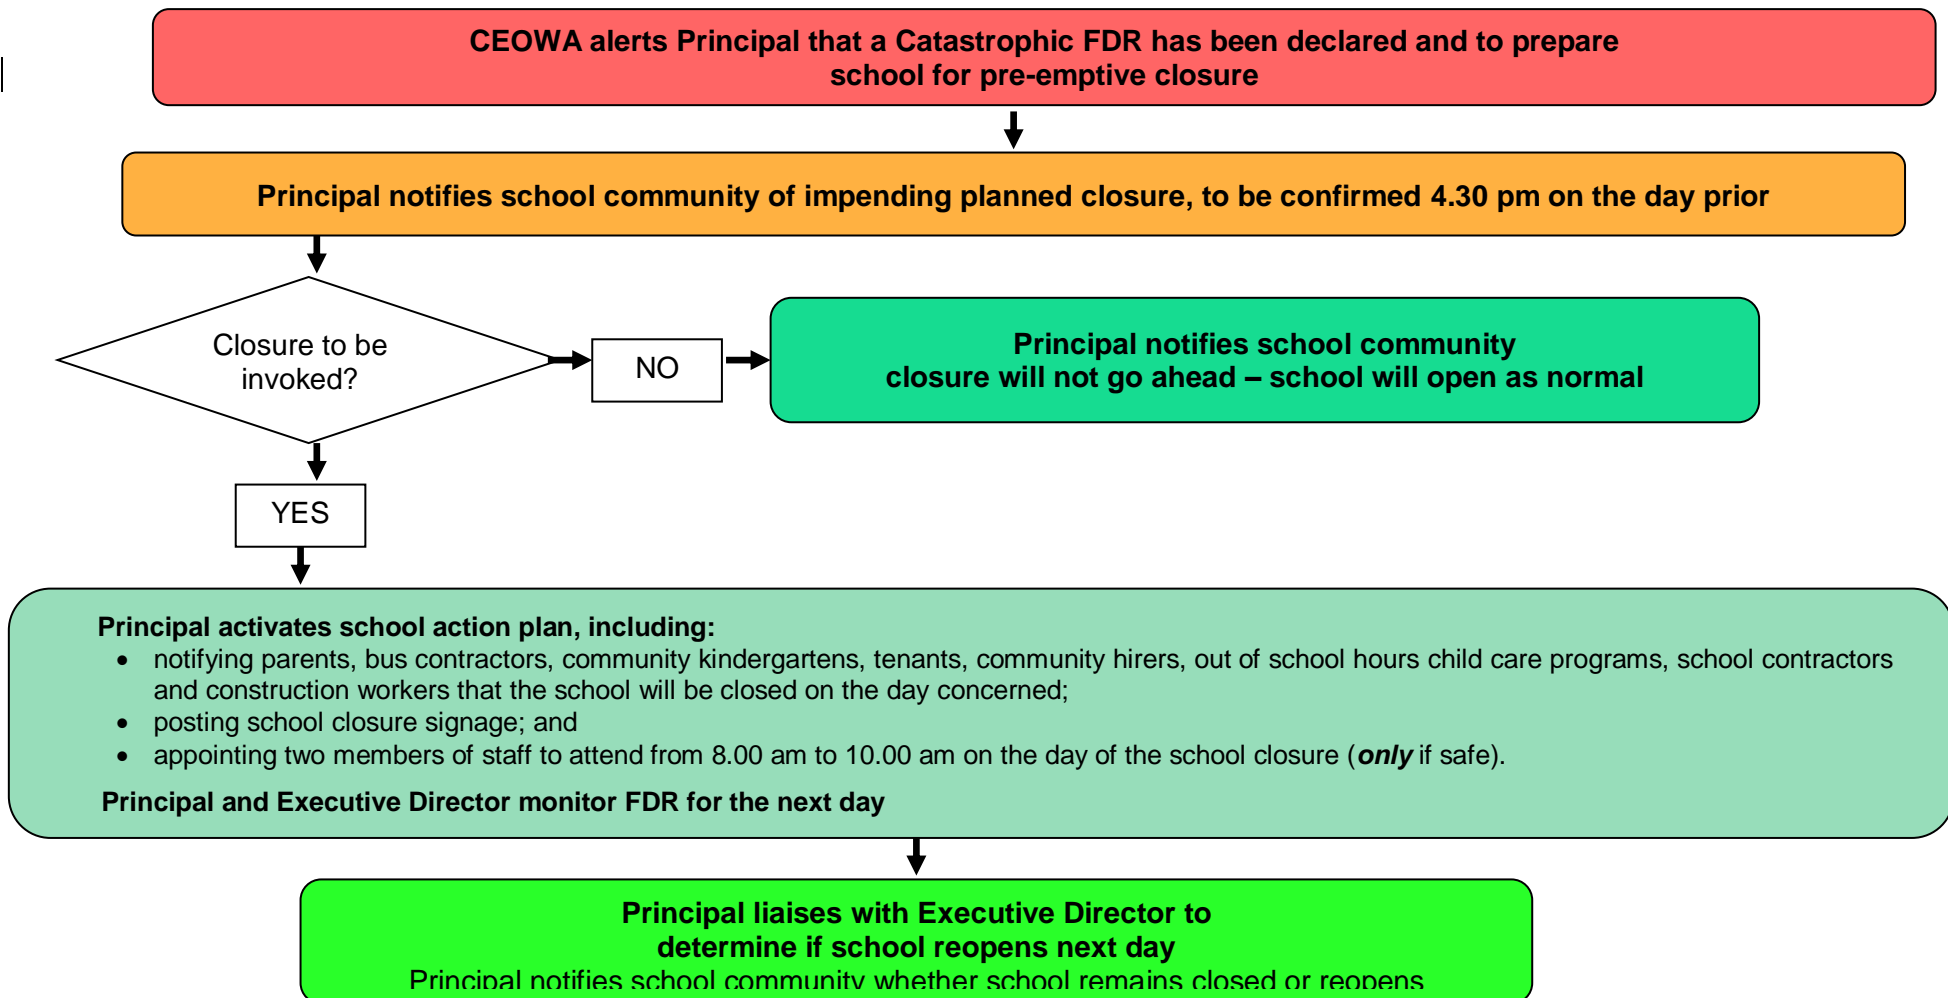 CEOWA alerts Principal that a Catastrophic FDR has been declared and to prepare
school for pre-emptive closure
Principal notifies school community of impending planned closure, to be confirmed 4.30 pm on the day prior
Closure to be
invoked?
NO
Principal notifies school community
closure will not go ahead – school will open as normal
YES
Principal activates school action plan, including:
• notifying parents, bus contractors, community kindergartens, tenants, community hirers, out of school hours child care programs, school contractors
and construction workers that the school will be closed on the day concerned;
• posting school closure signage; and
• appointing two members of staff to attend from 8.00 am to 10.00 am on the day of the school closure (only if safe).
Principal and Executive Director monitor FDR for the next day
Principal liaises with Executive Director to
determine if school reopens next day
Principal notifies school community whether school remains closed or reopens